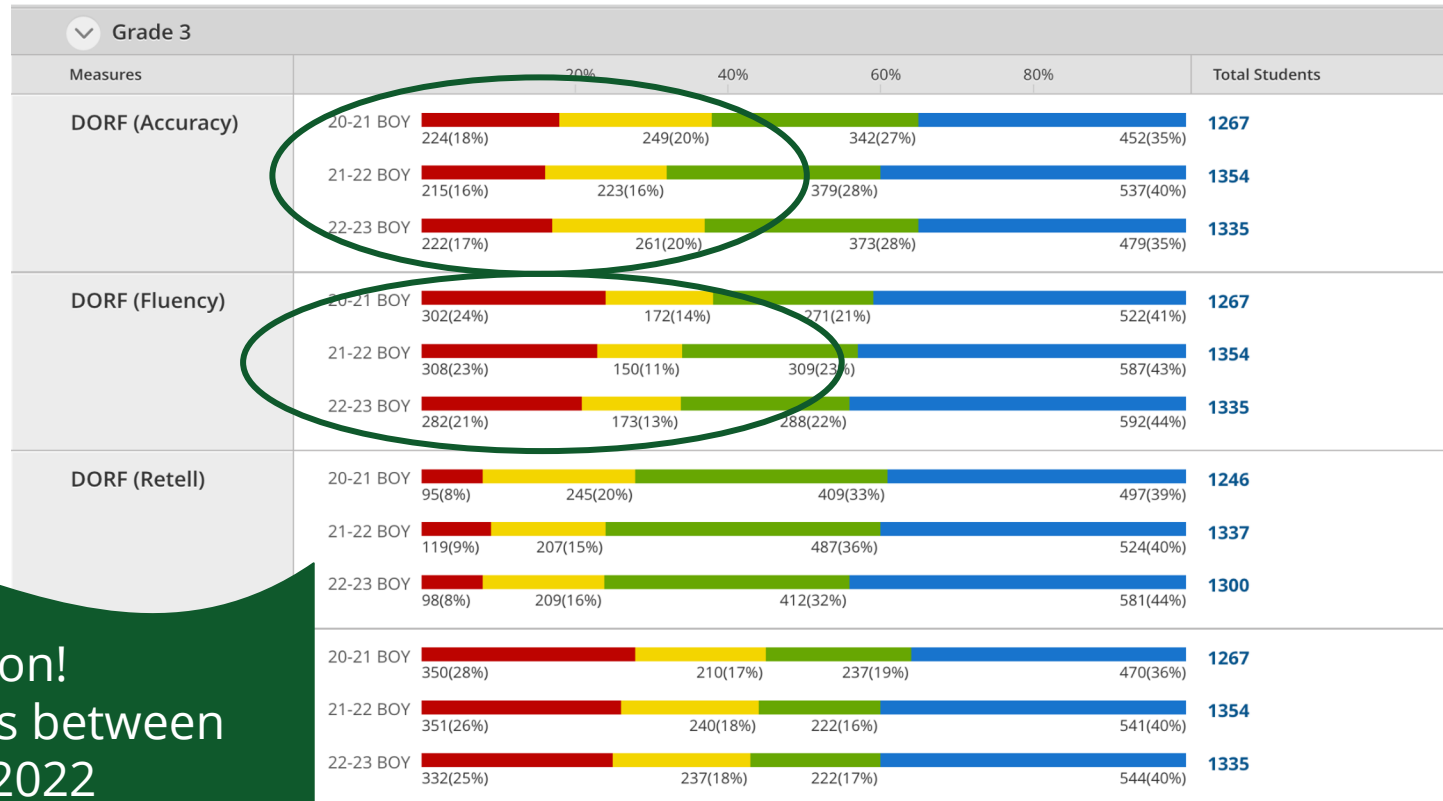 Grade 3
Measures 20% 40% 60% 80% Total Students
DORF (Accuracy) 20-21 BOY 1267
224(18%) 249(20%) 342(27%) 452(35%)
21-22 BOY 1354
215(16%) 223(16%) 379(28%) 537(40%)
22-23 BOY 1335
222(17%) 261(20%) 373(28%) 479(35%)
DORF (Fluency) 20-21 BOY 1267
302(24%) 172(14%) 271(21%) 522(41%)
21-22 BOY 1354
308(23%) 150(11%) 309(23%) 587(43%)
22-23 BOY 1335
282(21%) 173(13%) 288(22%) 592(44%)
DORF (Retell) 20-21 BOY 1246
95(8%) 245(20%) 409(33%) 497(39%)
21-22 BOY 1337
119(9%) 207(15%) 487(36%) 524(40%)
22-23 BOY 1300
98(8%) 209(16%) 412(32%) 581(44%)
20-21 BOY 1267
350(28%) 210(17%) 237(19%) 470(36%)
21-22 BOY 1354
351(26%) 240(18%) 222(16%) 541(40%)
22-23 BOY 1335
332(25%) 237(18%) 222(17%) 544(40%)
on!
s between
2022